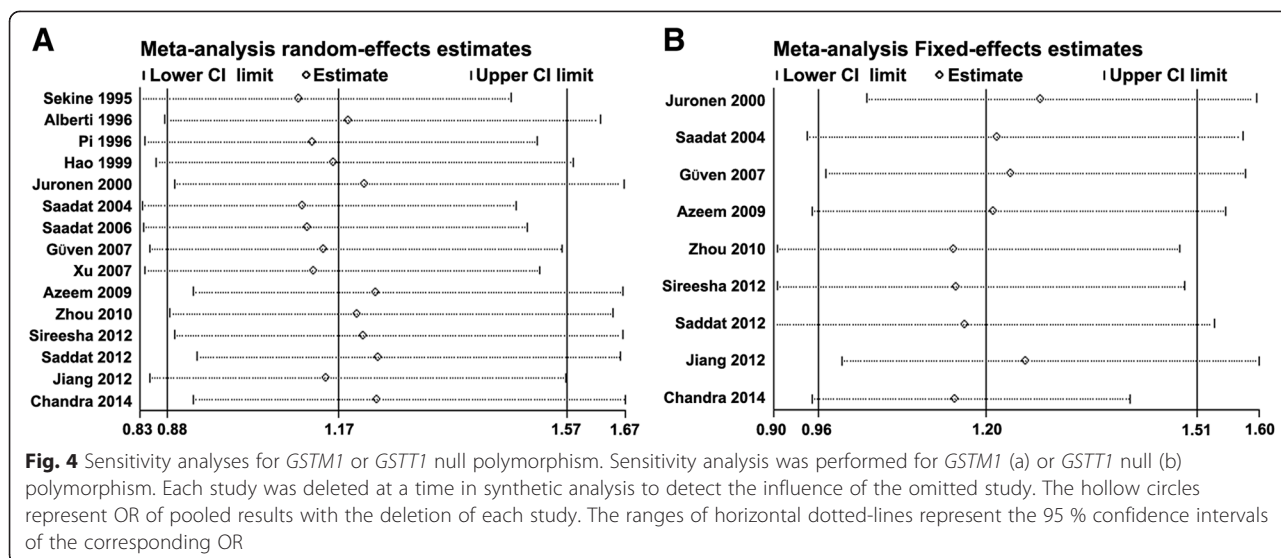 A
Meta-analysis random-effects estimates
Lower CI limit Estimate Upper CI limit
Sekine 1995
Alberti 1996
Pi 1996
Hao 1999
Juronen 2000
Saadat 2004
Saadat 2006
Güven 2007
Xu 2007
Azeem 2009
Zhou 2010
Sireesha 2012
Saddat 2012
Jiang 2012
Chandra 2014
0.83 0.88 1.17 1.57 1.67
B
Meta-analysis Fixed-effects estimates
Lower CI limit Estimate Upper CI limit
Juronen 2000
Saadat 2004
Güven 2007
Azeem 2009
Zhou 2010
Sireesha 2012
Saddat 2012
Jiang 2012
Chandra 2014
0.90 0.96 1.20 1.51 1.60
Fig. 4 Sensitivity analyses for GSTM1 or GSTT1 null polymorphism. Sensitivity analysis was performed for GSTM1 (a) or GSTT1 null (b)
polymorphism. Each study was deleted at a time in synthetic analysis to detect the influence of the omitted study. The hollow circles
represent OR of pooled results with the deletion of each study. The ranges of horizontal dotted-lines represent the 95 % confidence intervals
of the corresponding OR